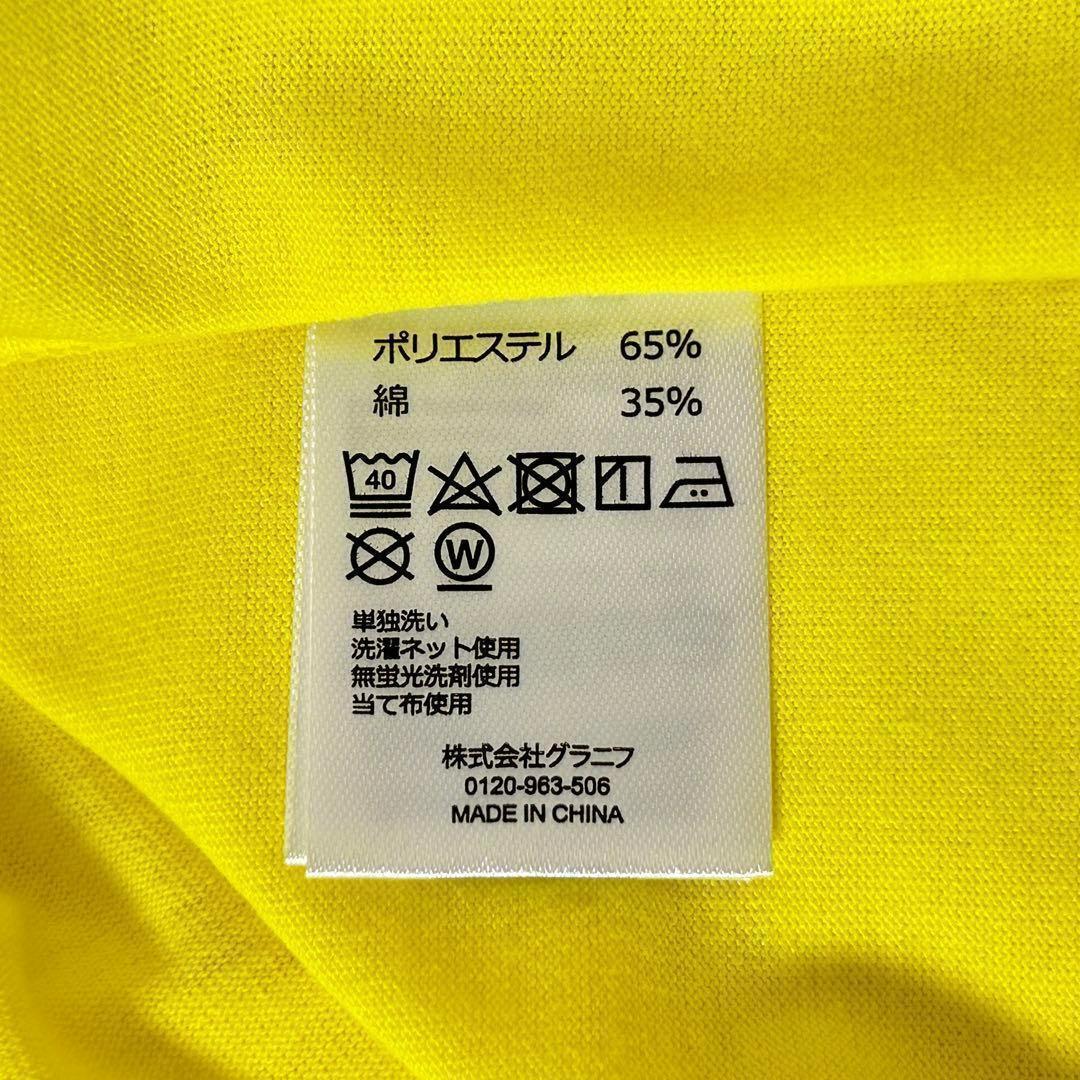 ポリエステル 65%
綿 35%
40
W
単独洗い
洗濯ネット使用
無蛍光洗剤使用
当て布使用
株式会社グラニフ
0120-963-506
MADE IN CHINA